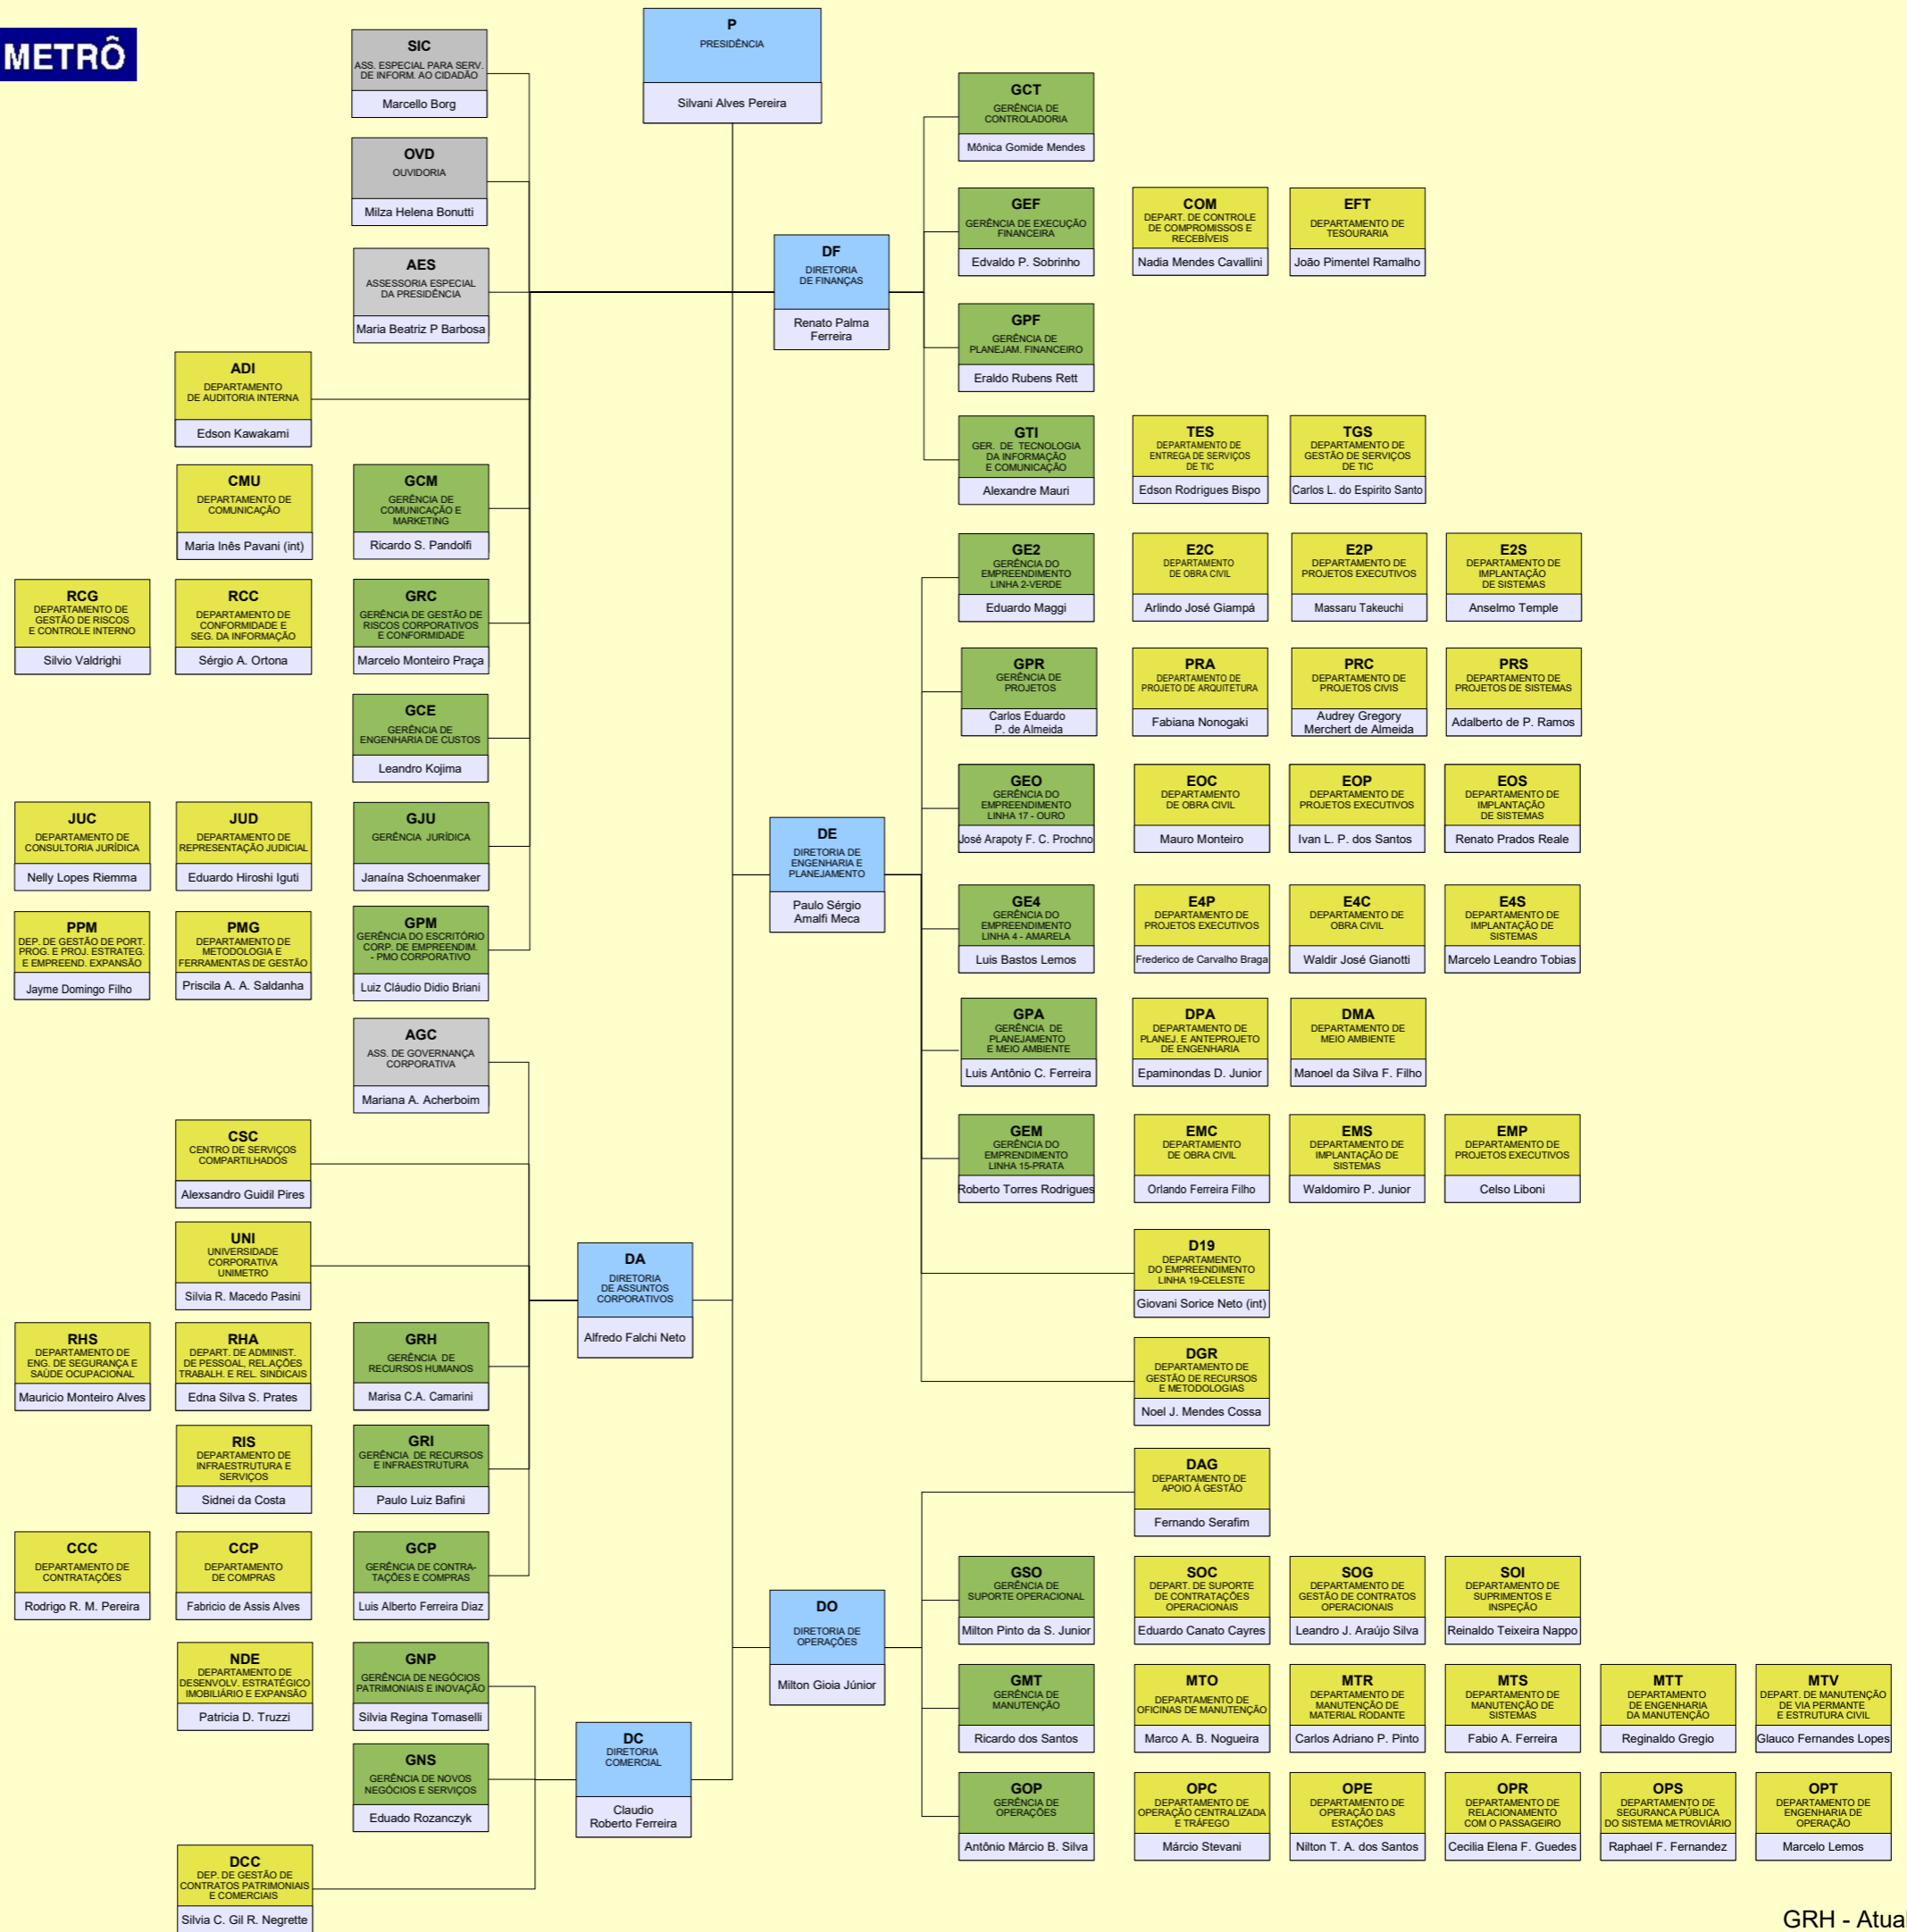 METRÔ
P
PRESIDÊNCIA
Silvani Alves Pereira
SIC
ASS. ESPECIAL PARA SERV.
DE INFORM. AO CIDADÃO
Marcello Borg
OVD
OUVIDORIA
Milza Helena Bonutti
AES
ASSESSORIA ESPECIAL
DA PRESIDÊNCIA
Maria Beatriz P Barbosa
ADI
DEPARTAMENTO
DE AUDITORIA INTERNA
Edson Kawakami
CMU
DEPARTAMENTO DE
COMUNICAÇÃO
Maria Inês Pavani (int)
GCM
GERÊNCIA DE
COMUNICAÇÃO E
MARKETING
Ricardo S. Pandolfi
RCG
DEPARTAMENTO DE
GESTÃO DE RISCOS
E CONTROLE INTERNO
Silvio Valdrighi
RCC
DEPARTAMENTO DE
CONFORMIDADE E
SEG. DA INFORMAÇÃO
Sérgio A. Ortona
GRC
GERÊNCIA DE GESTÃO DE
RISCOS CORPORATIVOS
E CONFORMIDADE
Marcelo Monteiro Praça
GCE
GERÊNCIA DE
ENGENHARIA DE CUSTOS
Leandro Kojima
JUC
DEPARTAMENTO DE
CONSULTORIA JURÍDICA
Nelly Lopes Riemma
JUD
DEPARTAMENTO DE
REPRESENTAÇÃO JUDICIAL
Eduardo Hiroshi Iguti
GJU
GERÊNCIA JURÍDICA
Janaína Schoenmaker
PPM
DEP. DE GESTÃO DE PORT.
PROG. E PROJ. ESTRATEG.
E EMPREEND. EXPANSÃO
Jayme Domingo Filho
PMG
DEPARTAMENTO DE
METODOLOGIA E
FERRAMENTAS DE GESTÃO
Priscila A. A. Saldanha
GPM
GERÊNCIA DO ESCRITÓRIO
CORP. DE EMPREENDIM.
- PMO CORPORATIVO
Luiz Cláudio Didio Briani
AGC
ASS. DE GOVERNANÇA
CORPORATIVA
Mariana A. Acherboim
CSC
CENTRO DE SERVIÇOS
COMPARTILHADOS
Alexsandro Guidil Pires
UNI
UNIVERSIDADE
CORPORATIVA
UNIMETRO
Silvia R. Macedo Pasini
RHS
DEPARTAMENTO DE
ENG. DE SEGURANÇA E
SAÚDE OCUPACIONAL
Mauricio Monteiro Alves
RHA
DEPART. DE ADMINIST.
DE PESSOAL, RELAÇÕES
TRABALH. E REL. SINDICAIS
Edna Silva S. Prates
GRH
GERÊNCIA DE
RECURSOS HUMANOS
Marisa C.A. Camarini
RIS
DEPARTAMENTO DE
INFRAESTRUTURA E
SERVIÇOS
Sidnei da Costa
GRI
GERÊNCIA DE RECURSOS
E INFRAESTRUTURA
Paulo Luiz Bafini
CCC
DEPARTAMENTO DE
CONTRATAÇÕES
Rodrigo R. M. Pereira
CCP
DEPARTAMENTO
DE COMPRAS
Fabricio de Assis Alves
GCP
GERÊNCIA DE CONTRA-
TAÇÕES E COMPRAS
Luis Alberto Ferreira Diaz
NDE
DEPARTAMENTO DE
DESENVOLV. ESTRATÉGICO
IMOBILIÁRIO E EXPANSÃO
Patricia D. Truzzi
GNP
GERÊNCIA DE NEGÓCIOS
PATRIMONIAIS E INOVAÇÃO
Silvia Regina Tomaselli
GNS
GERÊNCIA DE NOVOS
NEGÓCIOS E SERVIÇOS
Eduado Rozanczyk
DCC
DEP. DE GESTÃO DE
CONTRATOS PATRIMONIAIS
E COMERCIAIS
Silvia C. Gil R. Negrette
DF
DIRETORIA
DE FINANÇAS
Renato Palma
Ferreira
DE
DIRETORIA DE
ENGENHARIA E
PLANEJAMENTO
Paulo Sérgio
Amalfi Meca
DA
DIRETORIA
DE ASSUNTOS
CORPORATIVOS
Alfredo Falchi Neto
DO
DIRETORIA DE
OPERAÇÕES
Milton Gioia Júnior
DC
DIRETORIA
COMERCIAL
Claudio
Roberto Ferreira
GCT
GERÊNCIA DE
CONTROLADORIA
Mônica Gomide Mendes
GEF
GERÊNCIA DE EXECUÇÃO
FINANCEIRA
Edvaldo P. Sobrinho
COM
DEPART. DE CONTROLE
DE COMPROMISSOS E
RECEBÍVEIS
Nadia Mendes Cavallini
EFT
DEPARTAMENTO DE
TESOURARIA
João Pimentel Ramalho
GPF
GERÊNCIA DE
PLANEJAM. FINANCEIRO
Eraldo Rubens Rett
GTI
GER. DE TECNOLOGIA
DA INFORMAÇÃO
E COMUNICAÇÃO
Alexandre Mauri
TES
DEPARTAMENTO DE
ENTREGA DE SERVIÇOS
DE TIC
Edson Rodrigues Bispo
TGS
DEPARTAMENTO DE
GESTÃO DE SERVIÇOS
DE TIC
Carlos L. do Espirito Santo
GE2
GERÊNCIA DO
EMPREENDIMENTO
LINHA 2-VERDE
Eduardo Maggi
E2C
DEPARTAMENTO
DE OBRA CIVIL
Arlindo José Giampá
E2P
DEPARTAMENTO DE
PROJETOS EXECUTIVOS
Massaru Takeuchi
E2S
DEPARTAMENTO DE
IMPLANTAÇÃO
DE SISTEMAS
Anselmo Temple
GPR
GERÊNCIA DE
PROJETOS
Carlos Eduardo
P. de Almeida
PRA
DEPARTAMENTO DE
PROJETO DE ARQUITETURA
Fabiana Nonogaki
PRC
DEPARTAMENTO DE
PROJETOS CIVIS
Audrey Gregory
Merchert de Almeida
PRS
DEPARTAMENTO DE
PROJETOS DE SISTEMAS
Adalberto de P. Ramos
GEO
GERÊNCIA DO
EMPREENDIMENTO
LINHA 17 - OURO
José Arapoty F. C. Prochno
EOC
DEPARTAMENTO
DE OBRA CIVIL
Mauro Monteiro
EOP
DEPARTAMENTO DE
PROJETOS EXECUTIVOS
Ivan L. P. dos Santos
EOS
DEPARTAMENTO DE
IMPLANTAÇÃO
DE SISTEMAS
Renato Prados Reale
GE4
GERÊNCIA DO
EMPREENDIMENTO
LINHA 4 - AMARELA
Luis Bastos Lemos
E4P
DEPARTAMENTO DE
PROJETOS EXECUTIVOS
Frederico de Carvalho Braga
E4C
DEPARTAMENTO DE
OBRA CIVIL
Waldir José Gianotti
E4S
DEPARTAMENTO DE
IMPLANTAÇÃO DE
SISTEMAS
Marcelo Leandro Tobias
GPA
GERÊNCIA DE
PLANEJAMENTO
E MEIO AMBIENTE
Luis Antônio C. Ferreira
DPA
DEPARTAMENTO DE
PLANEJ. E ANTEPROJETO
DE ENGENHARIA
Epaminondas D. Junior
DMA
DEPARTAMENTO DE
MEIO AMBIENTE
Manoel da Silva F. Filho
GEM
GERÊNCIA DO
EMPRENDIMENTO
LINHA 15-PRATA
Roberto Torres Rodrigues
EMC
DEPARTAMENTO
DE OBRA CIVIL
Orlando Ferreira Filho
EMS
DEPARTAMENTO DE
IMPLANTAÇÃO DE
SISTEMAS
Waldomiro P. Junior
EMP
DEPARTAMENTO DE
PROJETOS EXECUTIVOS
Celso Liboni
D19
DEPARTAMENTO
DO EMPREENDIMENTO
LINHA 19-CELESTE
Giovani Sorice Neto (int)
DGR
DEPARTAMENTO DE
GESTÃO DE RECURSOS
E METODOLOGIAS
Noel J. Mendes Cossa
DAG
DEPARTAMENTO DE
APOIO À GESTÃO
Fernando Serafim
GSO
GERÊNCIA DE
SUPORTE OPERACIONAL
Milton Pinto da S. Junior
SOC
DEPART. DE SUPORTE
DE CONTRATAÇÕES
OPERACIONAIS
Eduardo Canato Cayres
SOG
DEPARTAMENTO DE
GESTÃO DE CONTRATOS
OPERACIONAIS
Leandro J. Araújo Silva
SOI
DEPARTAMENTO DE
SUPRIMENTOS E
INSPEÇÃO
Reinaldo Teixeira Nappo
GMT
GERÊNCIA DE
MANUTENÇÃO
Ricardo dos Santos
MTO
DEPARTAMENTO DE
OFICINAS DE MANUTENÇÃO
Marco A. B. Nogueira
MTR
DEPARTAMENTO DE
MANUTENÇÃO DE
MATERIAL RODANTE
Carlos Adriano P. Pinto
MTS
DEPARTAMENTO DE
MANUTENÇÃO DE
SISTEMAS
Fabio A. Ferreira
MTT
DEPARTAMENTO
DE ENGENHARIA
DA MANUTENÇÃO
Reginaldo Gregio
MTV
DEPART. DE MANUTENÇÃO
DE VIA PERMANTE
E ESTRUTURA CIVIL
Glauco Fernandes Lopes
GOP
GERÊNCIA DE
OPERAÇÕES
Antônio Márcio B. Silva
OPC
DEPARTAMENTO DE
OPERAÇÃO CENTRALIZADA
E TRÁFEGO
Márcio Stevani
OPE
DEPARTAMENTO DE
OPERAÇÃO DAS
ESTAÇÕES
Nilton T. A. dos Santos
OPR
DEPARTAMENTO DE
RELACIONAMENTO
COM O PASSAGEIRO
Cecilia Elena F. Guedes
OPS
DEPARTAMENTO DE
SEGURANCA PÚBLICA
DO SISTEMA METROVIÁRIO
Raphael F. Fernandez
OPT
DEPARTAMENTO DE
ENGENHARIA DE
OPERAÇÃO
Marcelo Lemos
GRH - Atual